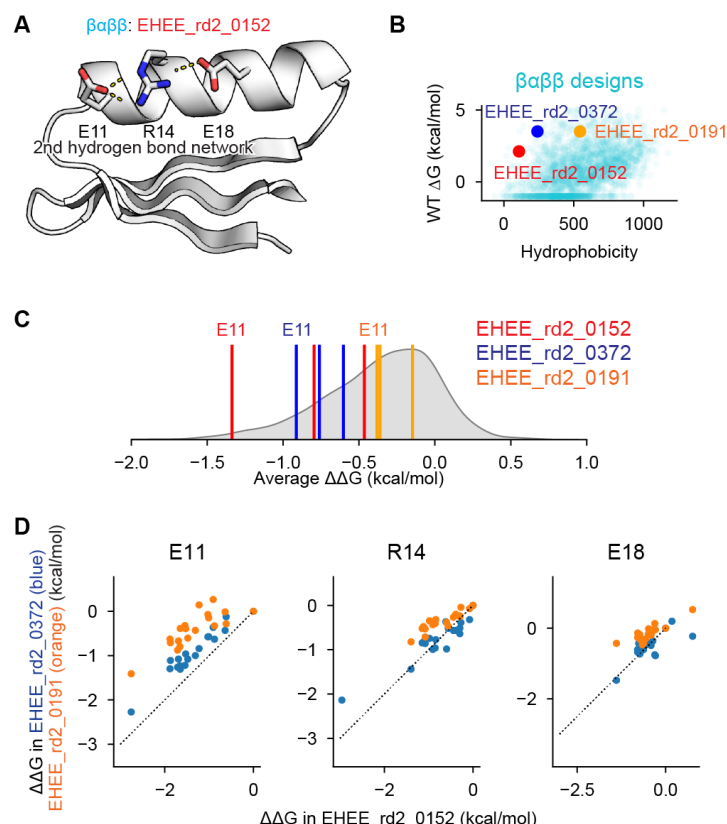 A
βαββ: EHEE_rd2_0152
E11 R14 E18
2nd hydrogen bond network
B
βαββ designs
WT ΔG (kcal/mol)
5
0
EHEE_rd2_0372
EHEE_rd2_0191
EHEE_rd2_0152
0 500 1000
Hydrophobicity
C
E11 E11 E11
EHEE_rd2_0152
EHEE_rd2_0372
EHEE_rd2_0191
−2.0 −1.5 −1.0 −0.5 0.0 0.5 1.0
Average ΔΔG (kcal/mol)
D
ΔΔG in EHEE_rd2_0372 (blue)
EHEE_rd2_0191 (orange) (kcal/mol)
E11 R14 E18
0
−1
−2
−3
−2 0
0
−1
−2
−3
−2 0
0
−2
−2.5 0.0
ΔΔG in EHEE_rd2_0152 (kcal/mol)